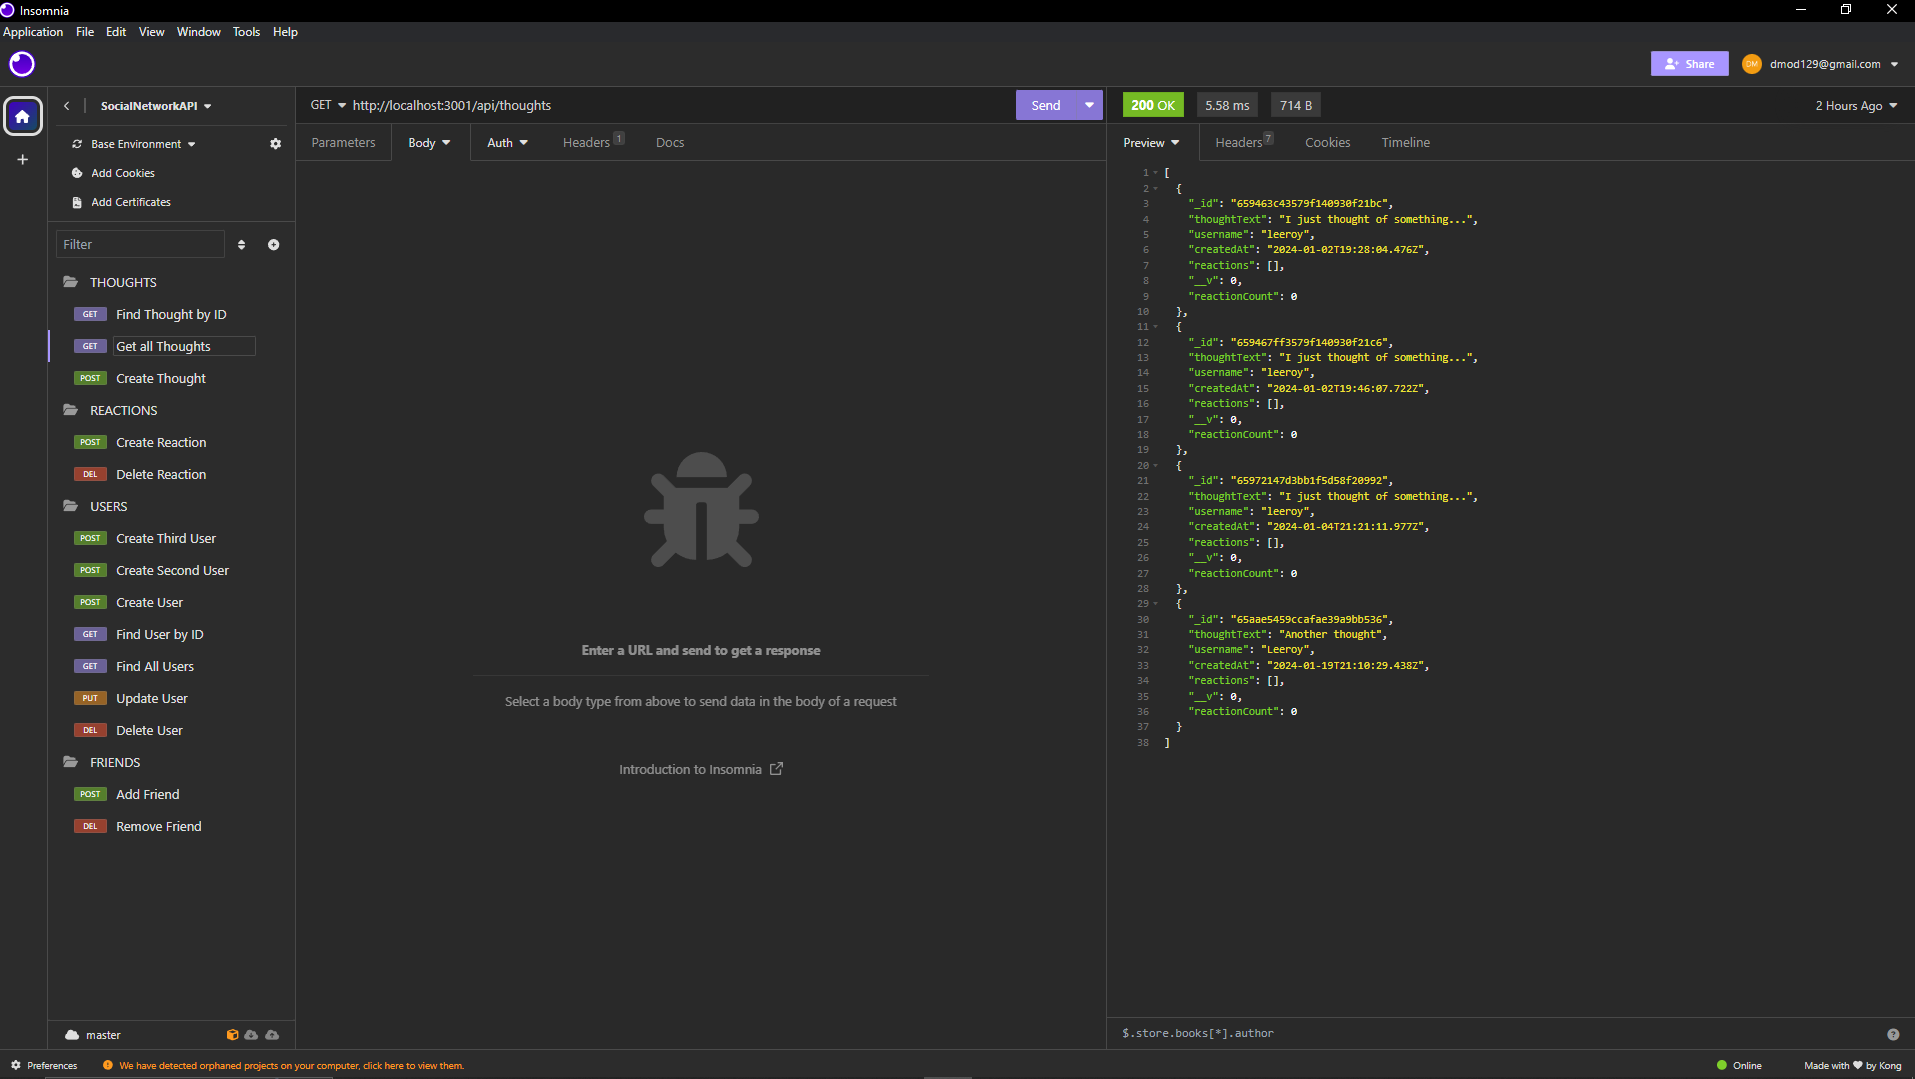 Insomnia
Application File Edit View Window Tools Help
Share DM dmod129@gmail.com
SocialNetworkAPI
Base Environment
Add Cookies
Add Certificates
Filter
THOUGHTS
GET Find Thought by ID
GET Get all Thoughts
POST Create Thought
REACTIONS
POST Create Reaction
DEL Delete Reaction
USERS
POST Create Third User
POST Create Second User
POST Create User
GET Find User by ID
GET Find All Users
PUT Update User
DEL Delete User
FRIENDS
POST Add Friend
DEL Remove Friend
master
GET http://localhost:3001/api/thoughts Send
Parameters Body Auth Headers 1 Docs
Enter a URL and send to get a response
Select a body type from above to send data in the body of a request
Introduction to Insomnia
200 OK 5.58 ms 714 B 2 Hours Ago
Preview Headers 7 Cookies Timeline
1 [
2 {
3 "_id": "659463c43579f140930f21bc",
4 "thoughtText": "I just thought of something...",
5 "username": "leeroy",
6 "createdAt": "2024-01-02T19:28:04.476Z",
7 "reactions": [],
8 "__v": 0,
9 "reactionCount": 0
10 },
11 {
12 "_id": "659467ff3579f140930f21c6",
13 "thoughtText": "I just thought of something...",
14 "username": "leeroy",
15 "createdAt": "2024-01-02T19:46:07.722Z",
16 "reactions": [],
17 "__v": 0,
18 "reactionCount": 0
19 },
20 {
21 "_id": "65972147d3bb1f5d58f20992",
22 "thoughtText": "I just thought of something...",
23 "username": "leeroy",
24 "createdAt": "2024-01-04T21:21:11.977Z",
25 "reactions": [],
26 "__v": 0,
27 "reactionCount": 0
28 },
29 {
30 "_id": "65aae5459ccafae39a9bb536",
31 "thoughtText": "Another thought",
32 "username": "Leeroy",
33 "createdAt": "2024-01-19T21:10:29.438Z",
34 "reactions": [],
35 "__v": 0,
36 "reactionCount": 0
37 }
38 ]
$.store.books[*].author
Preferences We have detected orphaned projects on your computer, click here to view them. Online Made with ♥ by Kong